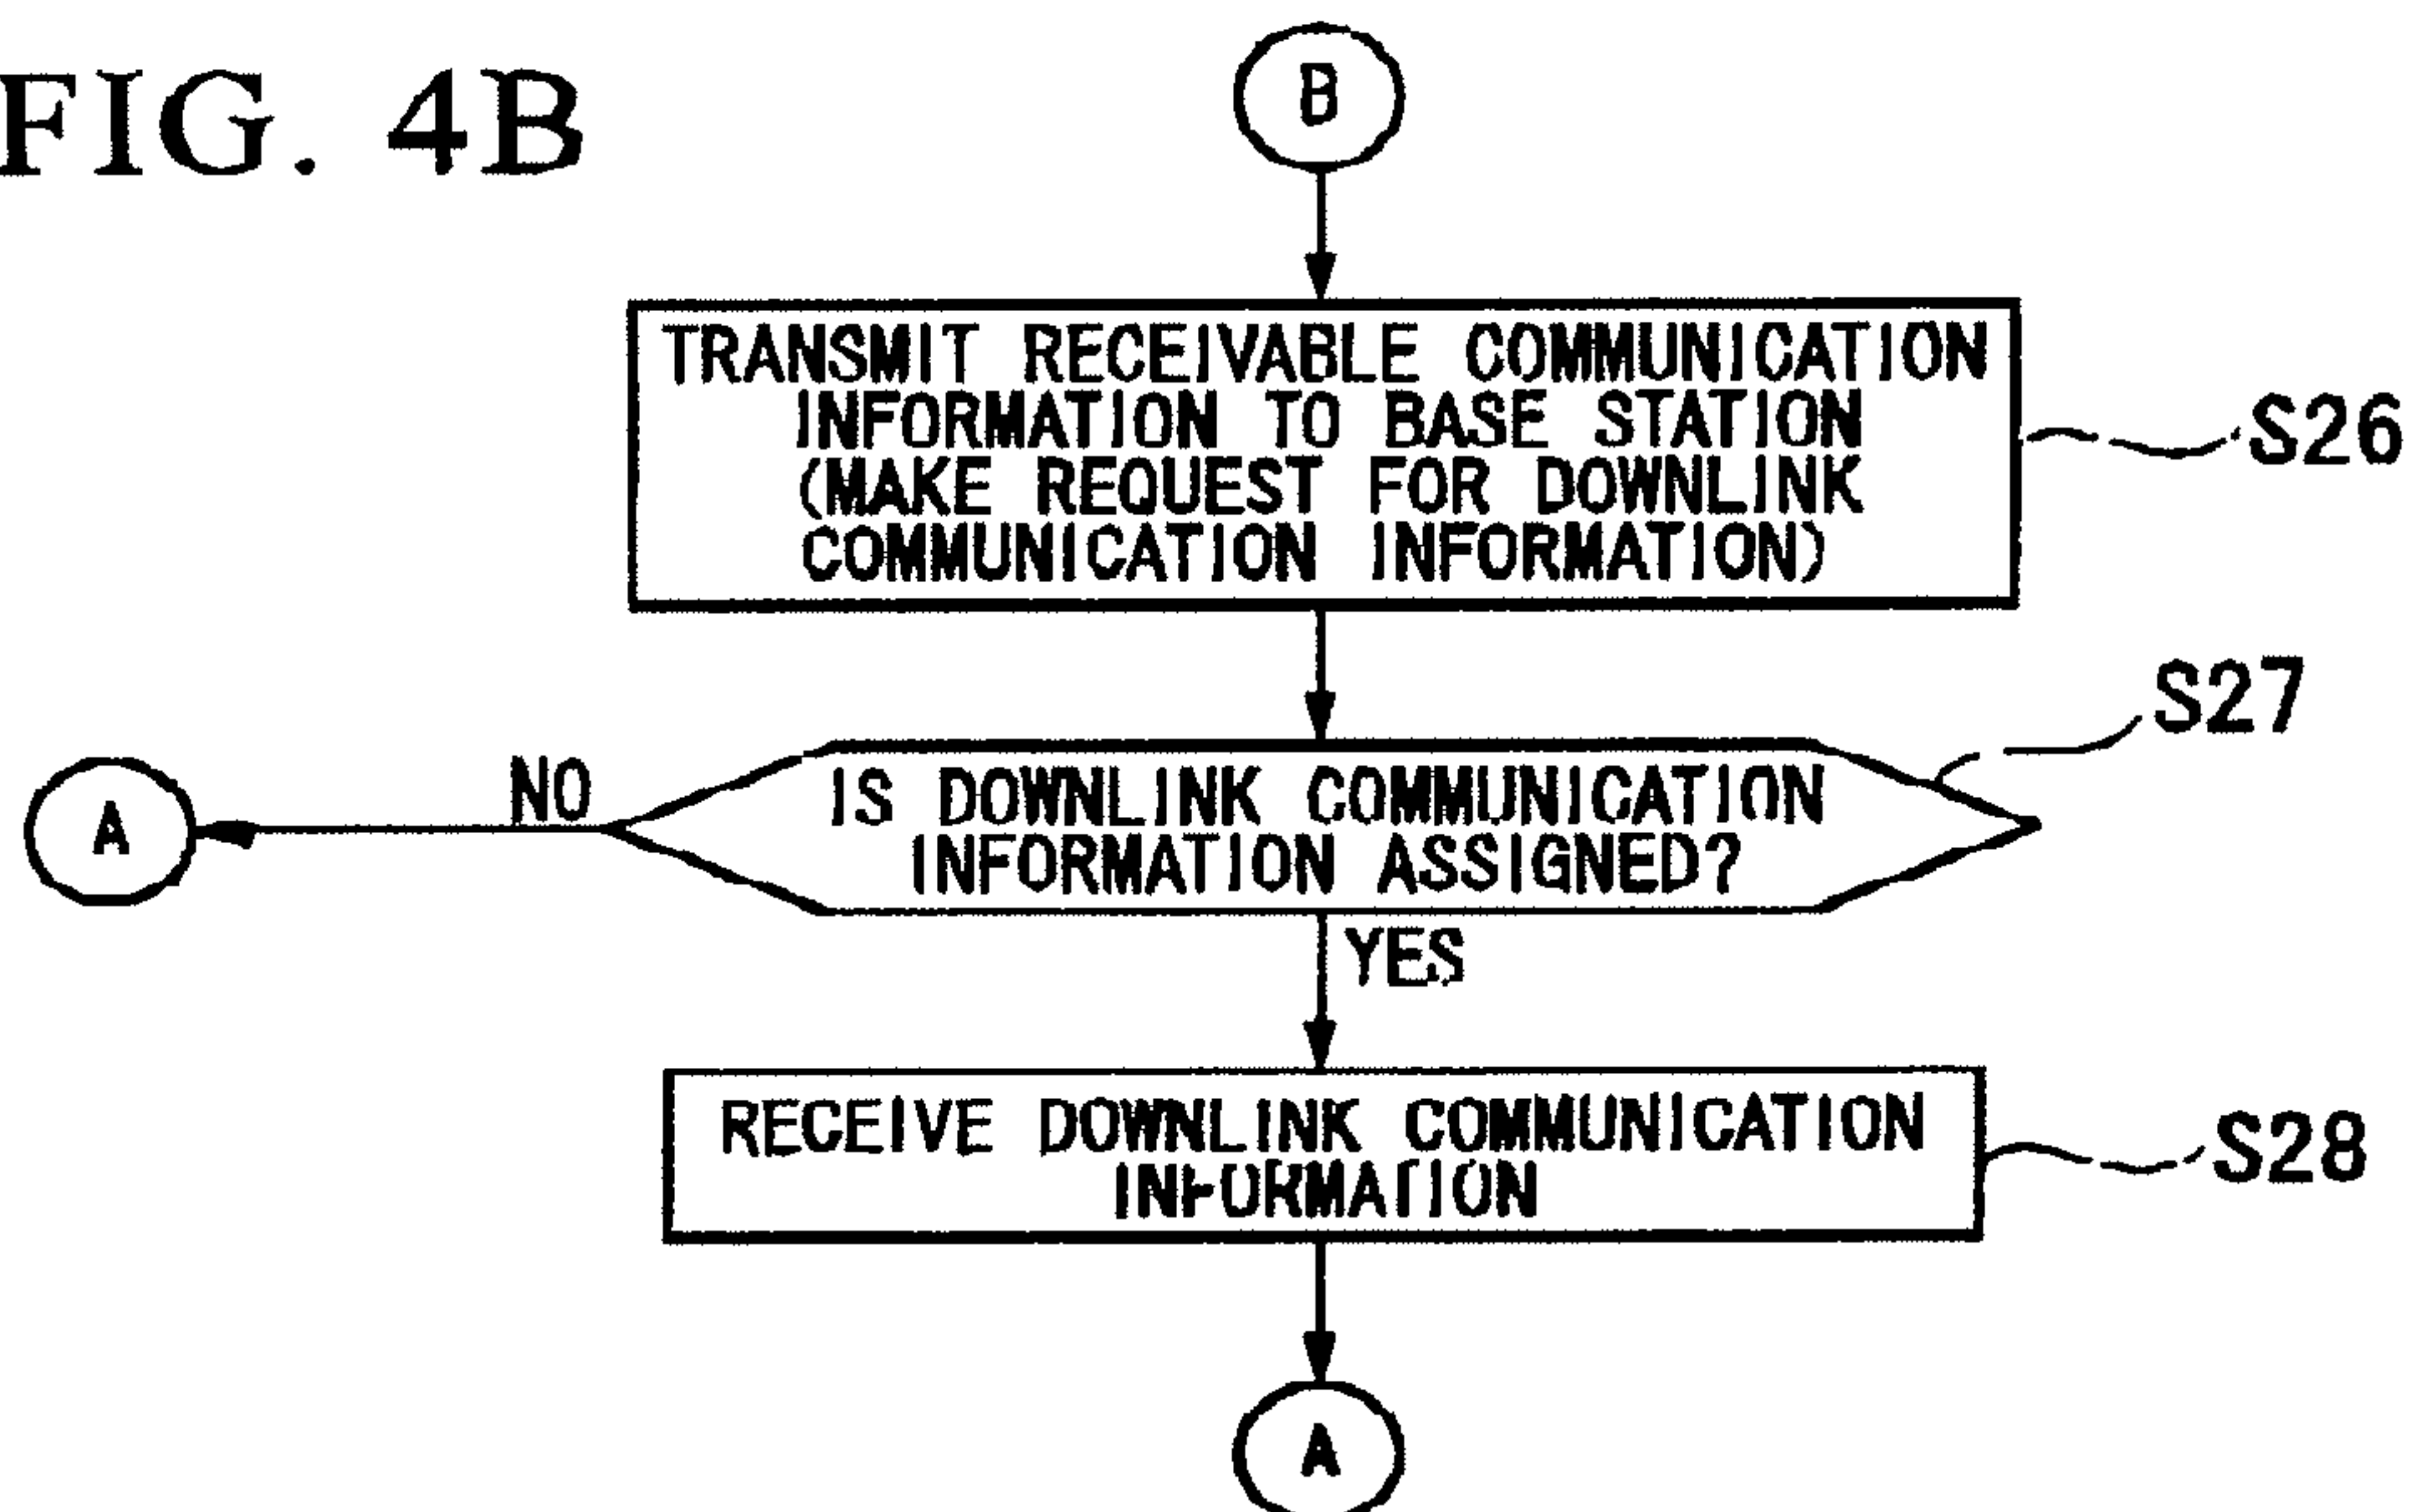 FIG. 4B
B
TRANSMIT RECEIVABLE COMMUNICATION
INFORMATION TO BASE STATION
(MAKE REQUEST FOR DOWNLINK
COMMUNICATION INFORMATION)
S26
S27
NO
A
IS DOWNLINK COMMUNICATION
INFORMATION ASSIGNED?
YES
RECEIVE DOWNLINK COMMUNICATION
INFORMATION
S28
A